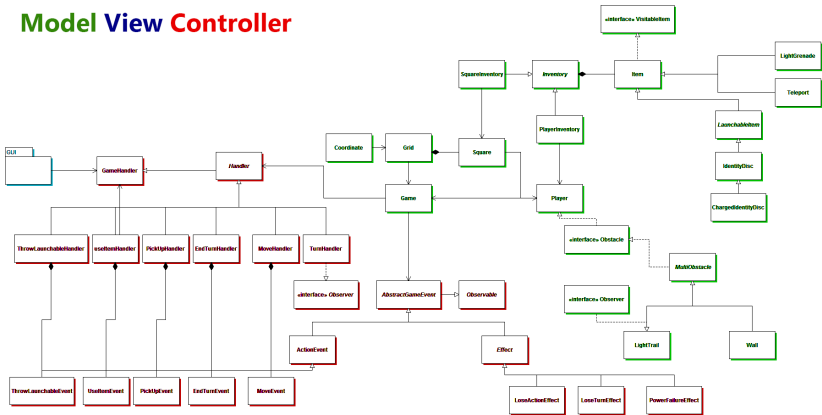 Model View Controller
«interface» VisitableItem
LightGrenade
SquareInventory
Inventory
Item
Teleport
LaunchableItem
PlayerInventory
Coordinate
Grid
Square
GUI
GameHandler
Handler
IdentityDisc
Game
Player
ChargedIdentityDisc
ThrowLaunchableHandler
useItemHandler
PickUpHandler
EndTurnHandler
MoveHandler
TurnHandler
«interface» Obstacle
MultiObstacle
«interface» Observer
AbstractGameEvent
Observable
«interface» Observer
ActionEvent
Effect
LightTrail
Wall
ThrowLaunchableEvent
UseItemEvent
PickUpEvent
EndTurnEvent
MoveEvent
LoseActionEffect
LoseTurnEffect
PowerFailureEffect